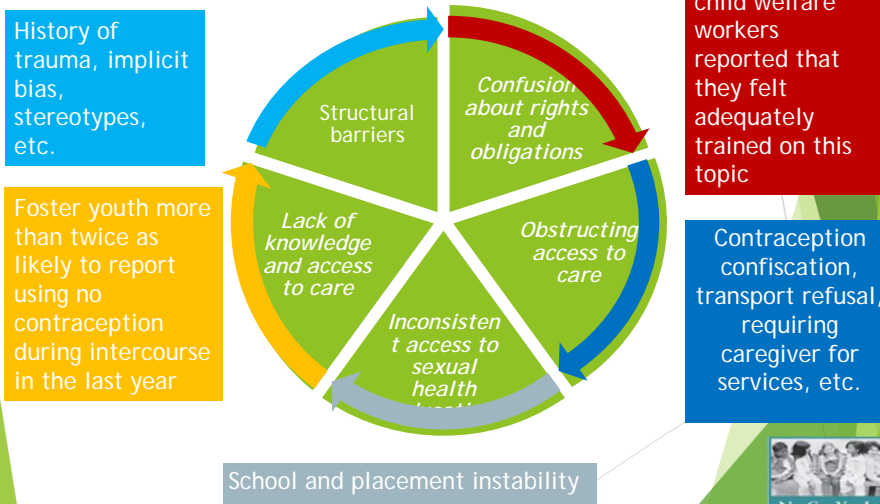 History of
trauma, implicit
bias,
stereotypes,
etc.
Foster youth more
than twice as
likely to report
using no
contraception
during intercourse
in the last year
Structural
barriers
Confusion
about rights
and
obligations
Lack of
knowledge
and access
to care
Obstructing
access to
care
Inconsisten
t access to
sexual
health
child welfare
workers
reported that
they felt
adequately
trained on this
topic
Contraception
confiscation,
transport refusal,
requiring
caregiver for
services, etc.
School and placement instability